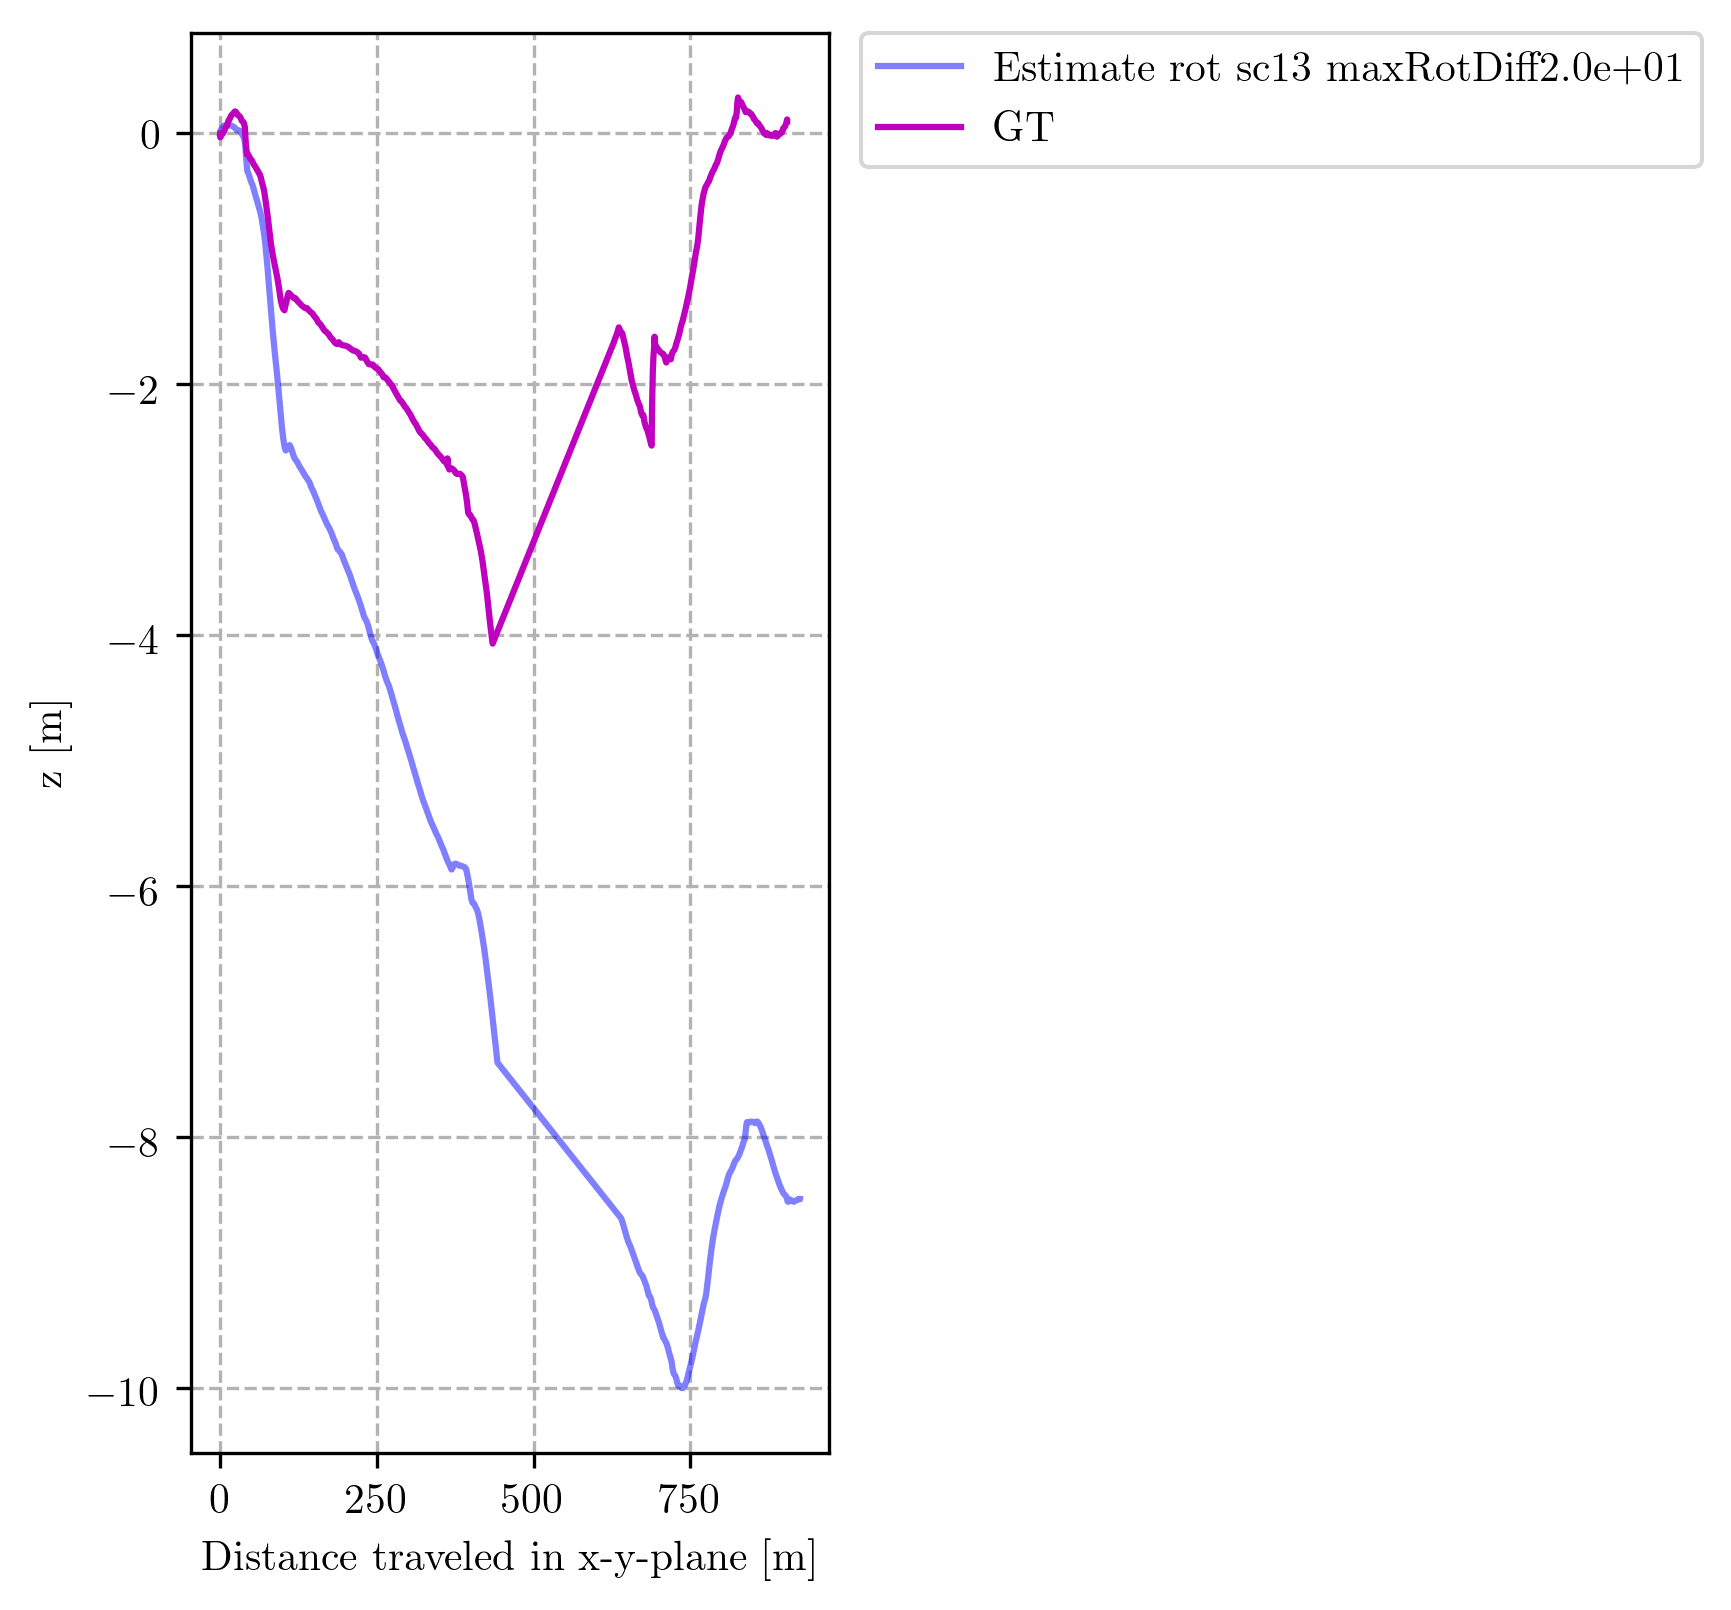 Estimate rot sc13 maxRotDiff2.0e+01
GT
0
−2
−4
−6
−8
−10
z [m]
0 250 500 750
Distance traveled in x-y-plane [m]